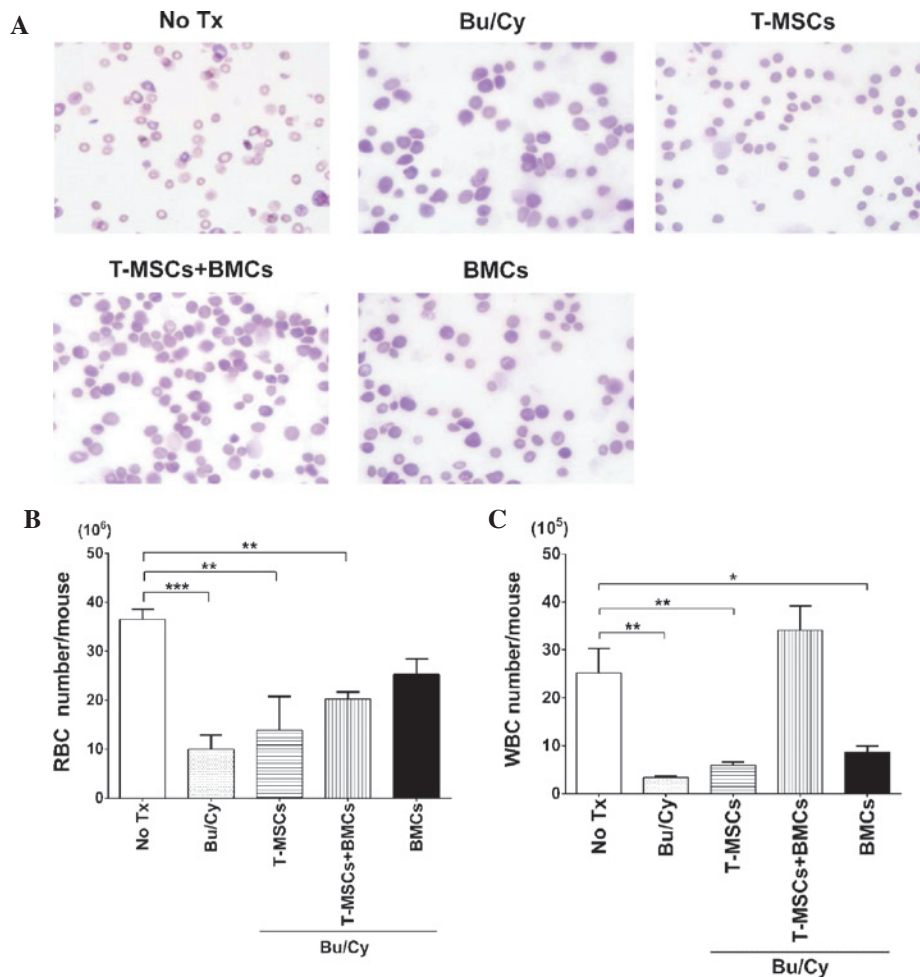 A
No Tx
Bu/Cy
T-MSCs
T-MSCs+BMCs
BMCs
B
(10⁶)
RBC number/mouse
50
40
30
20
10
0
***
**
**
No Tx
Bu/Cy
T-MSCs
T-MSCs+BMCs
BMCs
Bu/Cy
C
(10⁵)
WBC number/mouse
50
40
30
20
10
0
**
**
*
No Tx
Bu/Cy
T-MSCs
T-MSCs+BMCs
BMCs
Bu/Cy